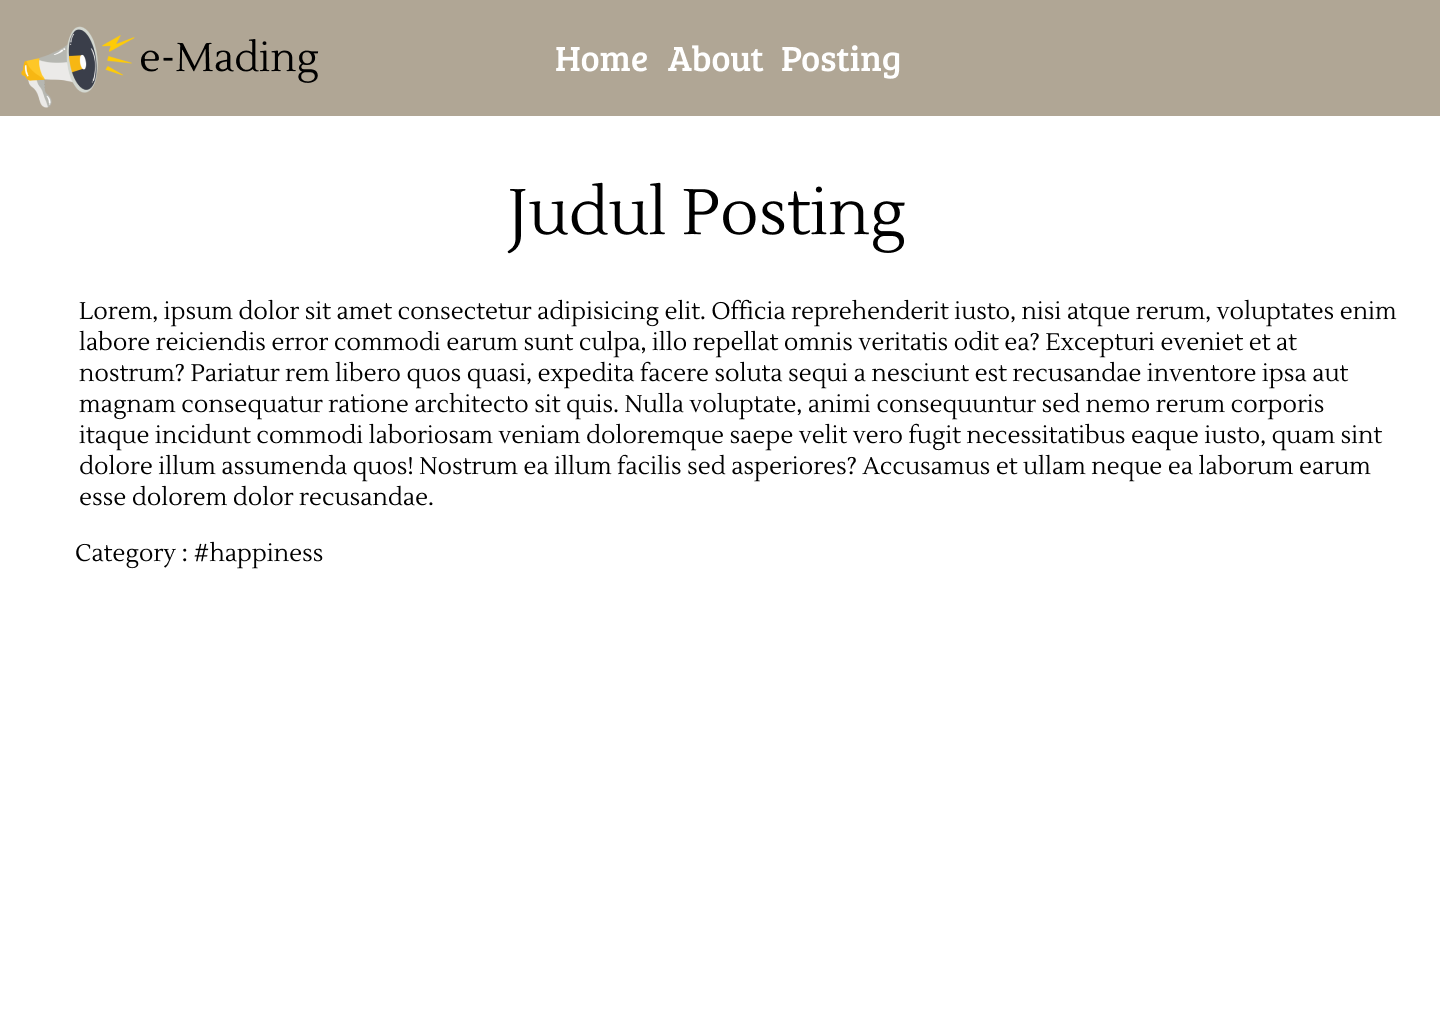 e-Mading
Home About Posting
Judul Posting
Lorem, ipsum dolor sit amet consectetur adipisicing elit. Officia reprehenderit iusto, nisi atque rerum, voluptates enim
labore reiciendis error commodi earum sunt culpa, illo repellat omnis veritatis odit ea? Excepturi eveniet et at
nostrum? Pariatur rem libero quos quasi, expedita facere soluta sequi a nesciunt est recusandae inventore ipsa aut
magnam consequatur ratione architecto sit quis. Nulla voluptate, animi consequuntur sed nemo rerum corporis
itaque incidunt commodi laboriosam veniam doloremque saepe velit vero fugit necessitatibus eaque iusto, quam sint
dolore illum assumenda quos! Nostrum ea illum facilis sed asperiores? Accusamus et ullam neque ea laborum earum
esse dolorem dolor recusandae.
Category : #happiness